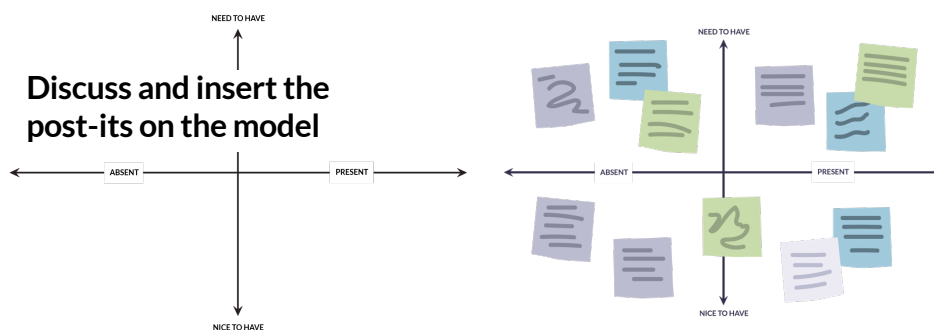 NEED TO HAVE
Discuss and insert the
post-its on the model
ABSENT
PRESENT
NICE TO HAVE
NEED TO HAVE
ABSENT
PRESENT
NICE TO HAVE